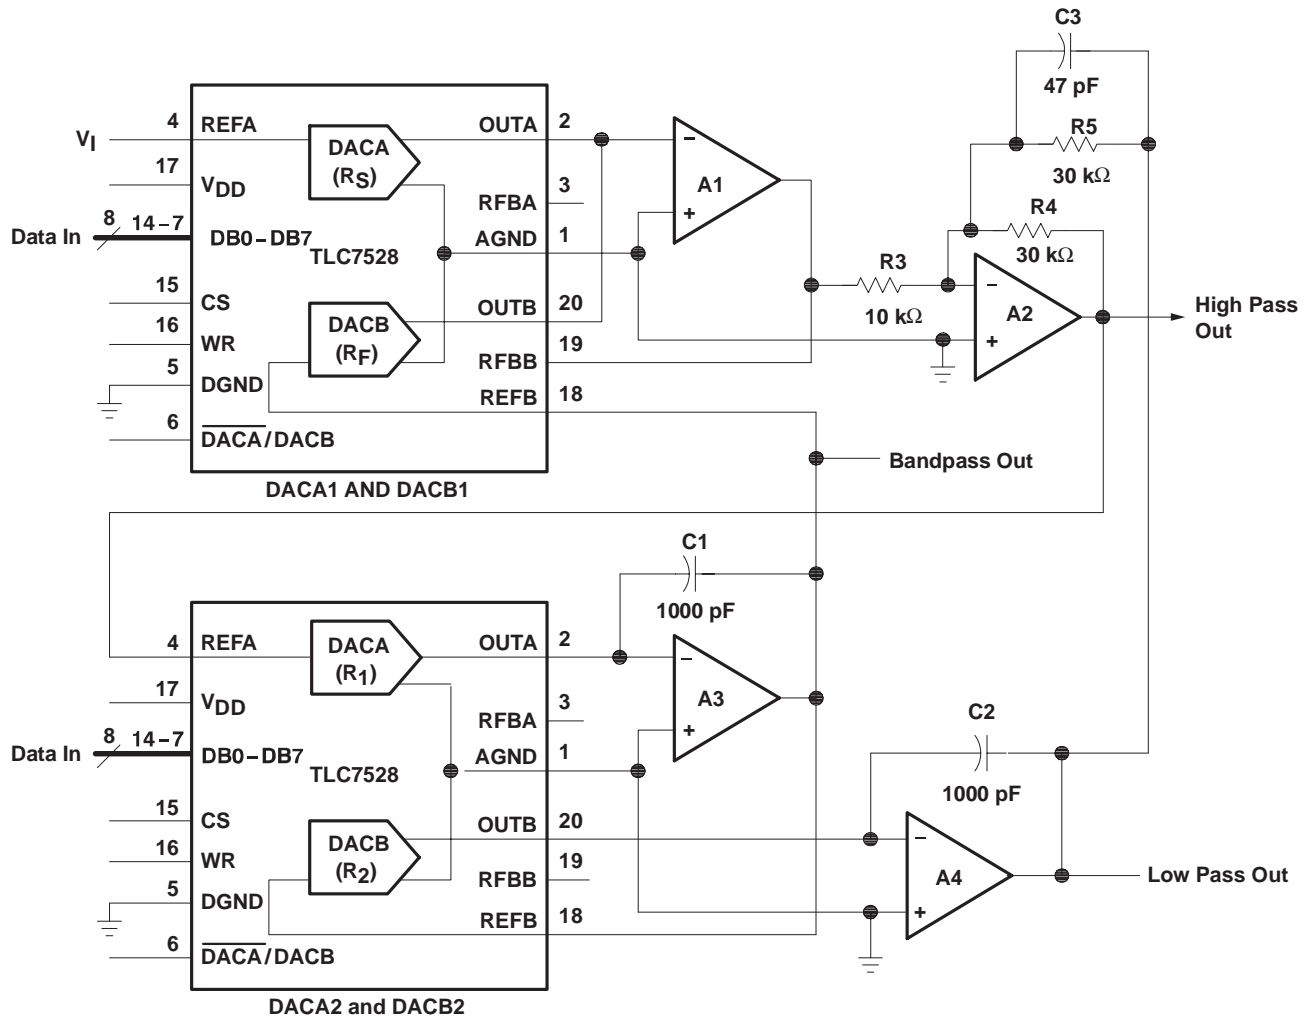 C3
47 pF
R5
30 kΩ
R4
30 kΩ
R3
10 kΩ
VI
4
REFA
DACA
(RS)
OUTA
2
17
VDD
RFBA
3
Data In
8
14–7
DB0–DB7
TLC7528
AGND
1
15
CS
DACB
(RF)
OUTB
20
16
WR
RFBB
19
5
DGND
REFB
18
6
DACA/DACB
DACA1 AND DACB1
A1
A2
High Pass
Out
Bandpass Out
C1
1000 pF
4
REFA
DACA
(R1)
OUTA
2
17
VDD
RFBA
3
Data In
8
14–7
DB0–DB7
TLC7528
AGND
1
15
CS
DACB
(R2)
OUTB
20
16
WR
RFBB
19
5
DGND
REFB
18
6
DACA/DACB
DACA2 and DACB2
A3
C2
1000 pF
A4
Low Pass Out